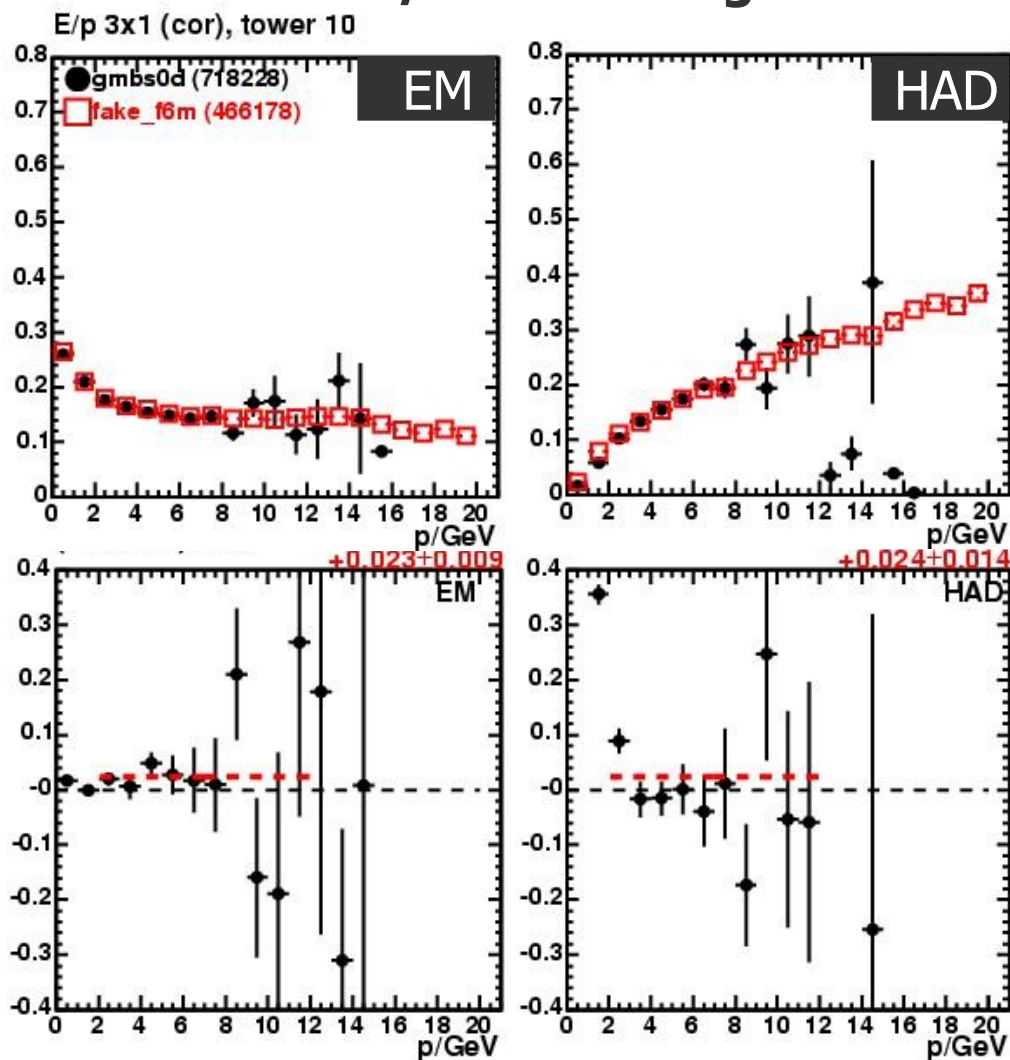 E/p 3x1 (cor), tower 10
0.8
0.7
0.6
0.5
0.4
0.3
0.2
0.1
0
gmbs0d (718228)
fake_f6m (466178)
EM
0 2 4 6 8 10 12 14 16 18 20
p/GeV
0.8
0.7
0.6
0.5
0.4
0.3
0.2
0.1
0
HAD
0 2 4 6 8 10 12 14 16 18 20
p/GeV
+0.023±0.009
EM
0.4
0.3
0.2
0.1
-0
-0.1
-0.2
-0.3
-0.4
0 2 4 6 8 10 12 14 16 18 20
p/GeV
+0.024±0.014
HAD
0.4
0.3
0.2
0.1
-0
-0.1
-0.2
-0.3
-0.4
0 2 4 6 8 10 12 14 16 18 20
p/GeV